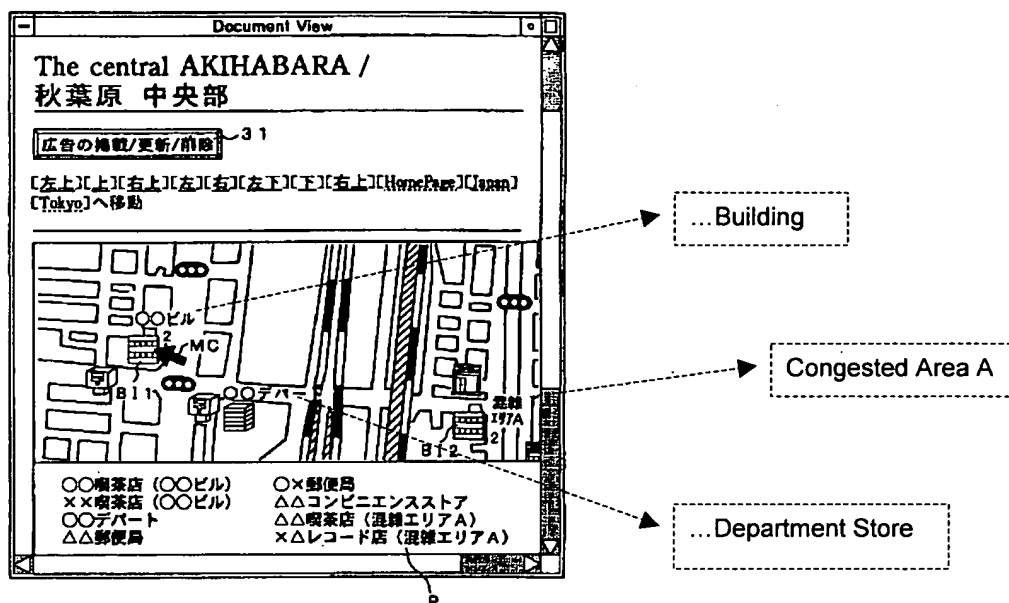 Document View
The central AKIHABARA /
秋葉原 中央部
広告の掲載/更新/削除
31
[左上][上][右上][左][右][左下][下][右上][HomePage][Japan]
[Tokyo]へ移動
...Building
○○ビル
2
MC
BI1
○○デパー
混雑
エリアA
2
BI2
Congested Area A
○○喫茶店 (○○ビル)
××喫茶店 (○○ビル)
○○デパート
△△郵便局
○×郵便局
△△コンビニエンスストア
△△喫茶店 (混雑エリアA)
×△レコード店 (混雑エリアA)
...Department Store